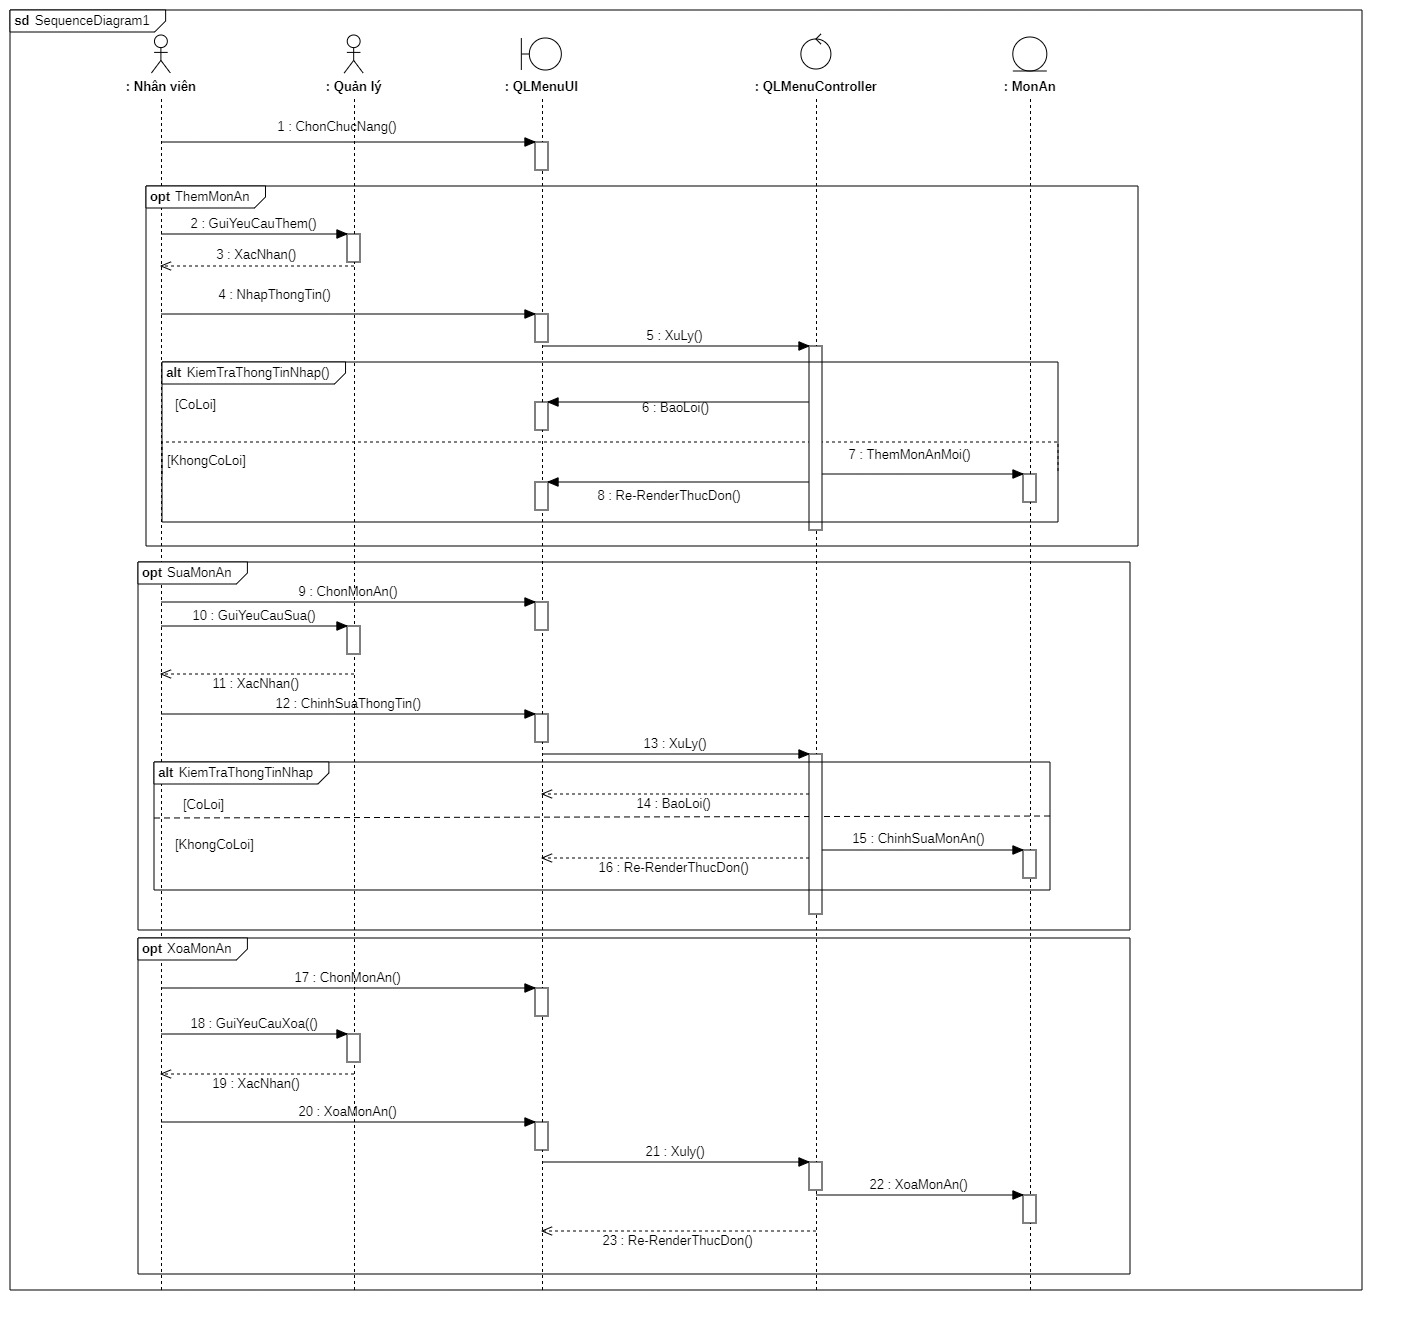 sd SequenceDiagram1
: Nhân viên
: Quản lý
: QLMenuUI
: QLMenuController
: MonAn
1 : ChonChucNang()
opt ThemMonAn
2 : GuiYeuCauThem()
3 : XacNhan()
4 : NhapThongTin()
5 : XuLy()
alt KiemTraThongTinNhap()
[CoLoi]
6 : BaoLoi()
[KhongCoLoi]
7 : ThemMonAnMoi()
8 : Re-RenderThucDon()
opt SuaMonAn
9 : ChonMonAn()
10 : GuiYeuCauSua()
11 : XacNhan()
12 : ChinhSuaThongTin()
13 : XuLy()
alt KiemTraThongTinNhap
[CoLoi]
14 : BaoLoi()
[KhongCoLoi]
15 : ChinhSuaMonAn()
16 : Re-RenderThucDon()
opt XoaMonAn
17 : ChonMonAn()
18 : GuiYeuCauXoa(()
19 : XacNhan()
20 : XoaMonAn()
21 : Xuly()
22 : XoaMonAn()
23 : Re-RenderThucDon()